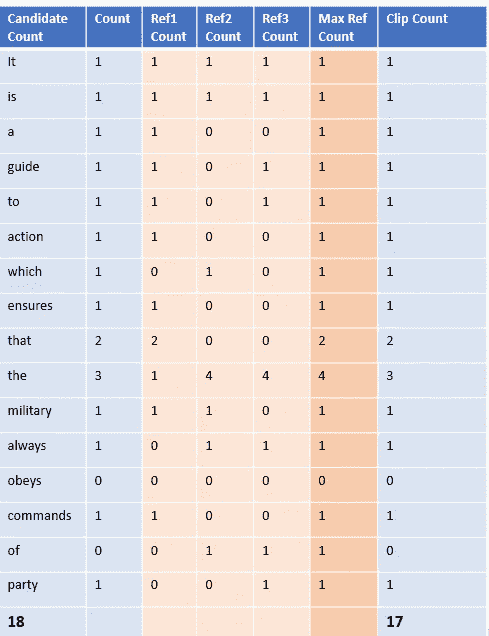 Candidate Count Count Ref1 Count Ref2 Count Ref3 Count Max Ref Count Clip Count
It 1 1 1 1 1 1
is 1 1 1 1 1 1
a 1 1 0 0 1 1
guide 1 1 0 1 1 1
to 1 1 0 1 1 1
action 1 1 0 0 1 1
which 1 0 1 0 1 1
ensures 1 1 0 0 1 1
that 2 2 0 0 2 2
the 3 1 4 4 4 3
military 1 1 1 0 1 1
always 1 0 1 1 1 1
obeys 0 0 0 0 0 0
commands 1 1 0 0 1 1
of 0 0 1 1 1 0
party 1 0 0 1 1 1
18 17